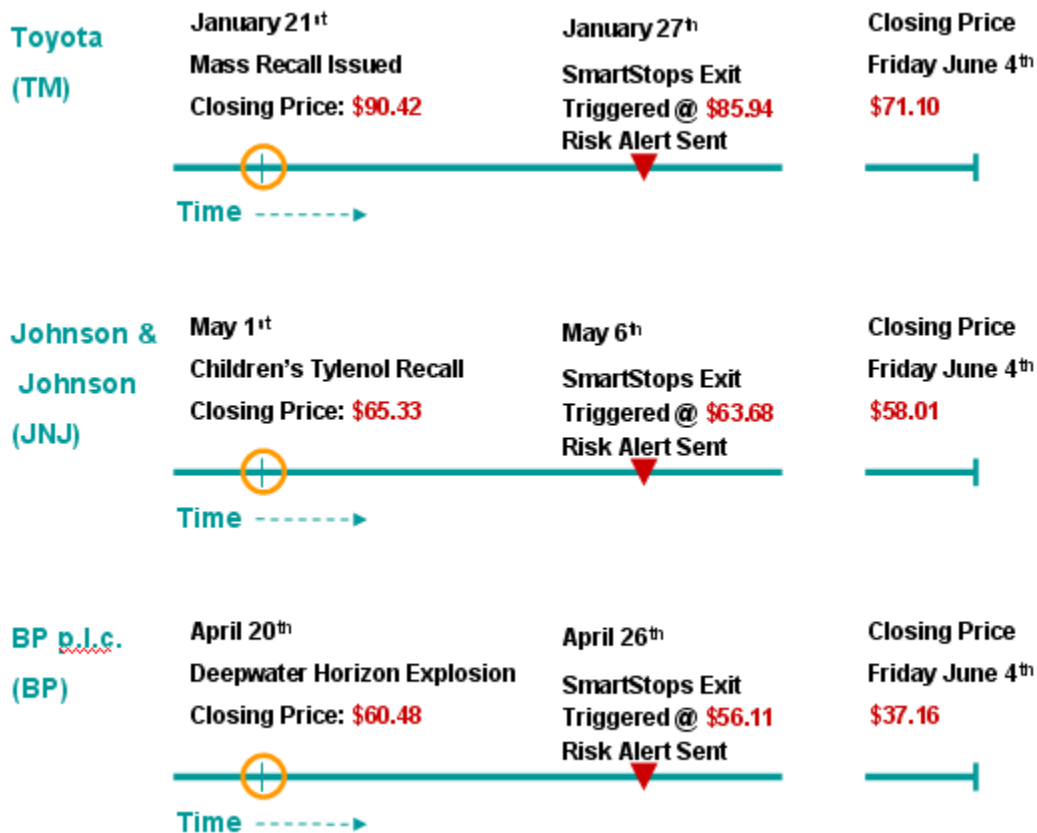 Toyota
(TM)
January 21st
Mass Recall Issued
Closing Price: $90.42
January 27th
SmartStops Exit
Triggered @ $85.94
Risk Alert Sent
Closing Price
Friday June 4th
$71.10
Time
Johnson &
Johnson
(JNJ)
May 1st
Children's Tylenol Recall
Closing Price: $65.33
May 6th
SmartStops Exit
Triggered @ $63.68
Risk Alert Sent
Closing Price
Friday June 4th
$58.01
Time
BP p.l.c.
(BP)
April 20th
Deepwater Horizon Explosion
Closing Price: $60.48
April 26th
SmartStops Exit
Triggered @ $56.11
Risk Alert Sent
Closing Price
Friday June 4th
$37.16
Time